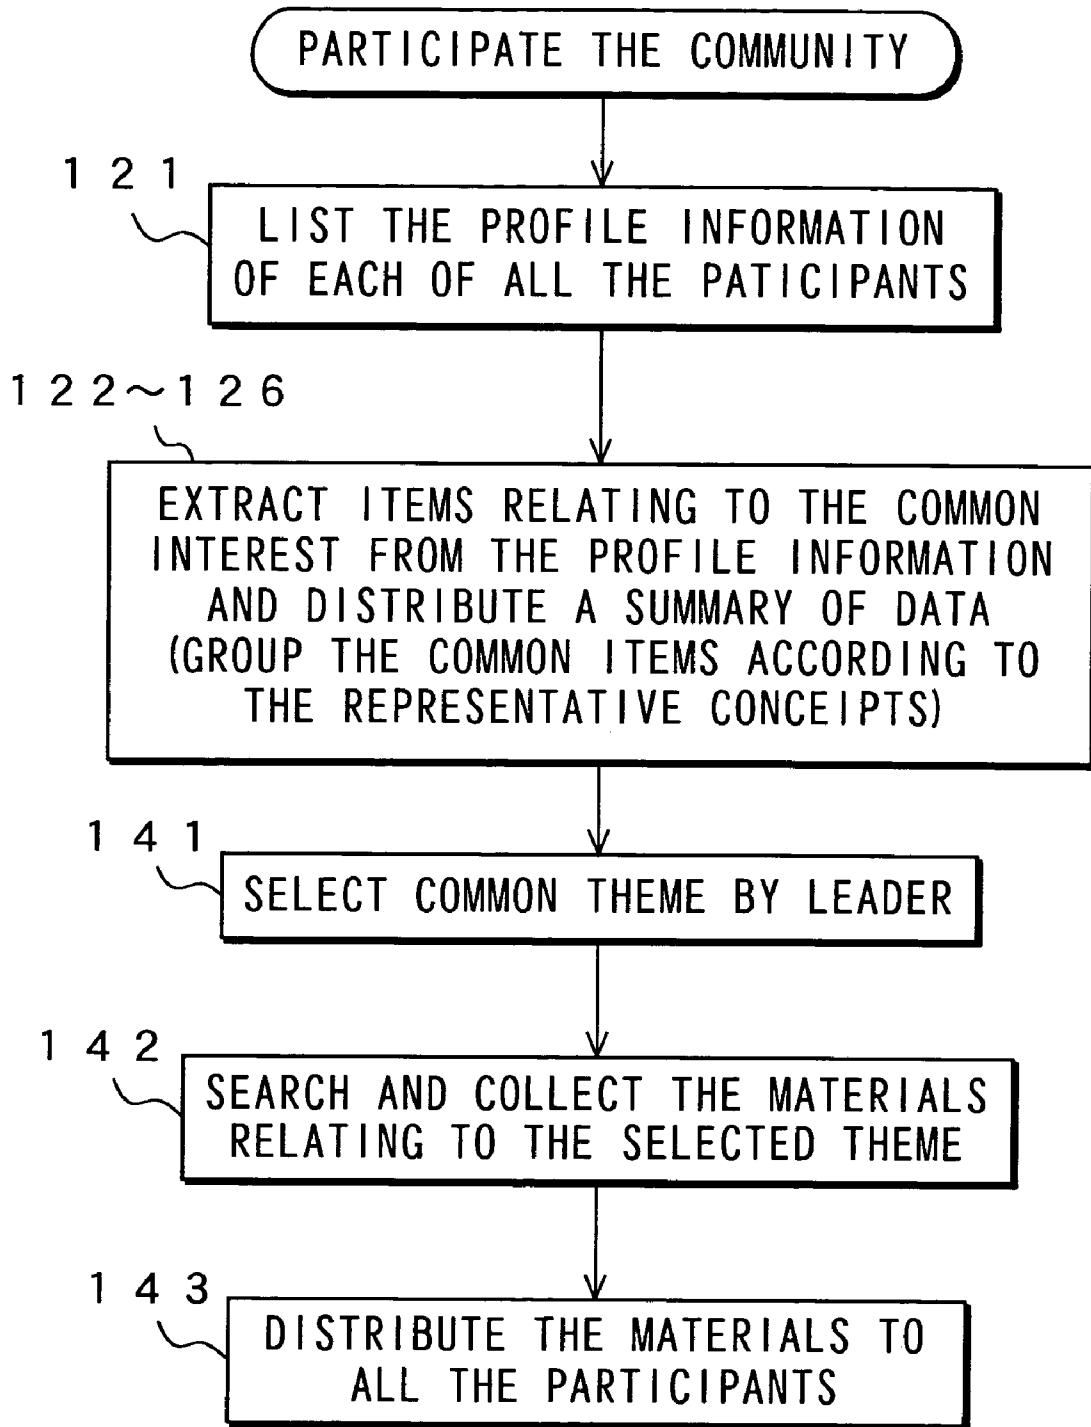 PARTICIPATE THE COMMUNITY
121
LIST THE PROFILE INFORMATION
OF EACH OF ALL THE PATICIPANTS
122~126
EXTRACT ITEMS RELATING TO THE COMMON
INTEREST FROM THE PROFILE INFORMATION
AND DISTRIBUTE A SUMMARY OF DATA
(GROUP THE COMMON ITEMS ACCORDING TO
THE REPRESENTATIVE CONCEIPTS)
141
SELECT COMMON THEME BY LEADER
142
SEARCH AND COLLECT THE MATERIALS
RELATING TO THE SELECTED THEME
143
DISTRIBUTE THE MATERIALS TO
ALL THE PARTICIPANTS